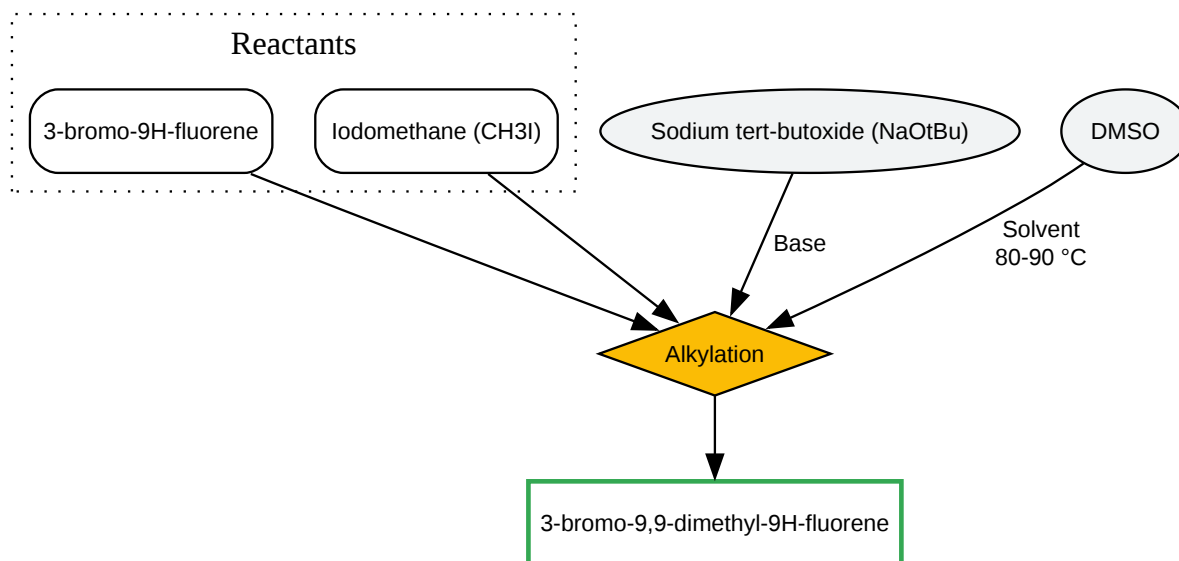 Reactants
3-bromo-9H-fluorene
Iodomethane (CH3I)
Sodium tert-butoxide (NaOtBu)
DMSO
Base
Solvent
80-90 °C
Alkylation
3-bromo-9,9-dimethyl-9H-fluorene